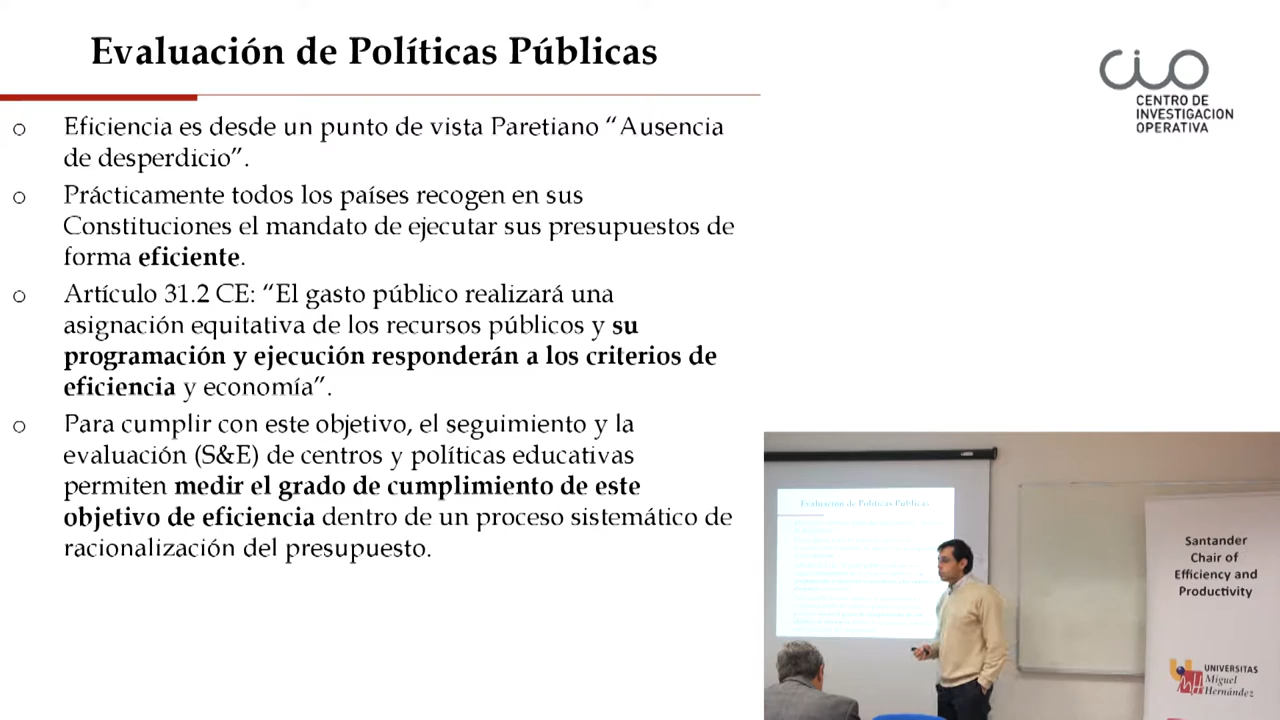 Evaluación de Políticas Públicas
CIO
CENTRO DE
INVESTIGACION
OPERATIVA
o Eficiencia es desde un punto de vista Paretiano “Ausencia
de desperdicio”.
o Prácticamente todos los países recogen en sus
Constituciones el mandato de ejecutar sus presupuestos de
forma eficiente.
o Artículo 31.2 CE: “El gasto público realizará una
asignación equitativa de los recursos públicos y su
programación y ejecución responderán a los criterios de
eficiencia y economía”.
o Para cumplir con este objetivo, el seguimiento y la
evaluación (S&E) de centros y políticas educativas
permiten medir el grado de cumplimiento de este
objetivo de eficiencia dentro de un proceso sistemático de
racionalización del presupuesto.
Evaluación de Políticas Públicas
Santander
Chair of
Efficiency and
Productivity
UNIVERSITAS
Miguel
Hernández